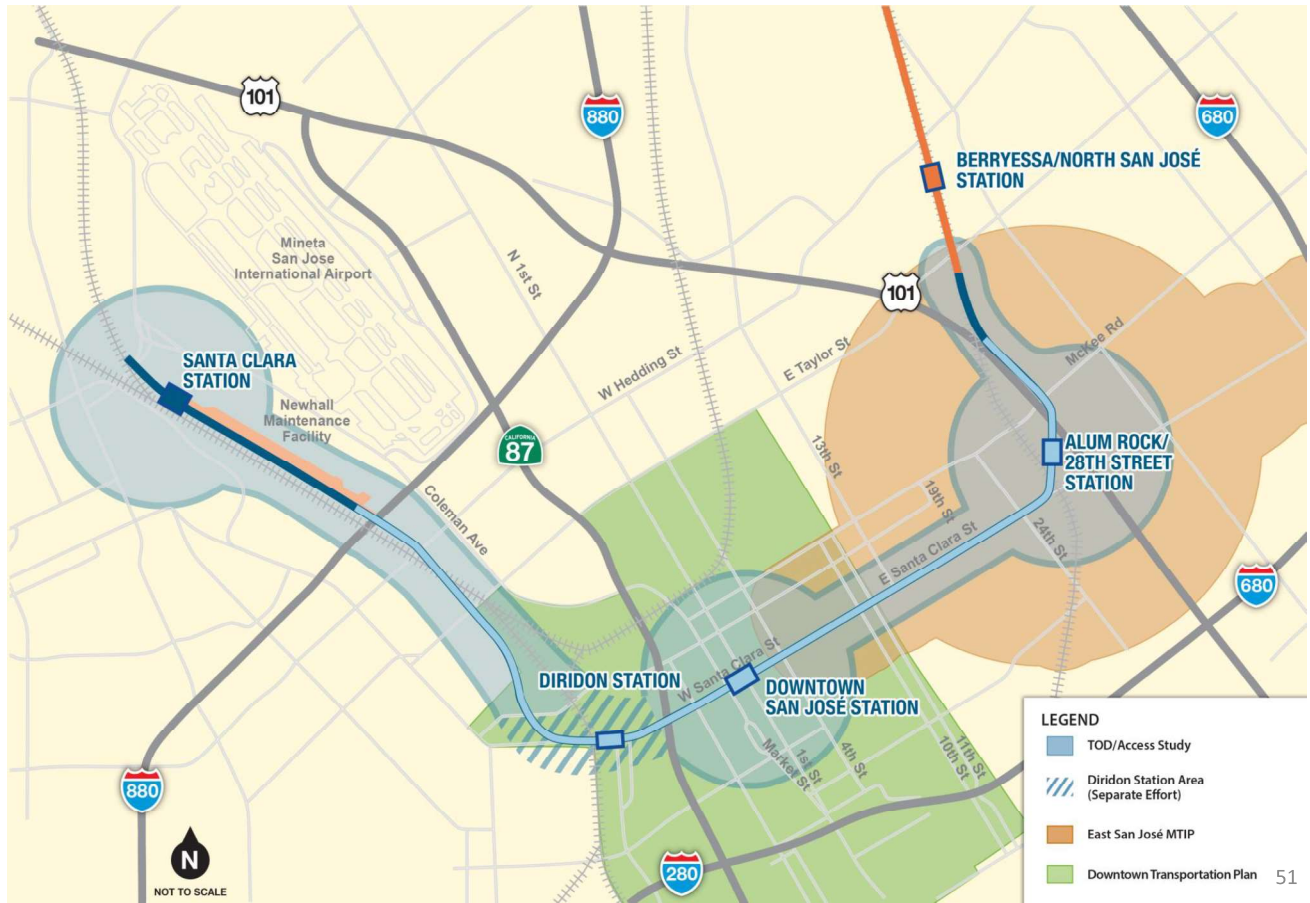 101
880
680
BERRYESSA/NORTH SAN JOSÉ
STATION
Mineta
San Jose
International Airport
N 1st St
101
McKee Rd
E Taylor St
W Hedding St
SANTA CLARA
STATION
Newhall
Maintenance
Facility
CALIFORNIA
87
13th St
ALUM ROCK/
28TH STREET
STATION
Coleman Ave
19th St
24th St
E Santa Clara St
680
W Santa Clara St
DIRIDON STATION
DOWNTOWN
SAN JOSÉ STATION
Market St
1st St
4th St
11th St
10th St
880
N
NOT TO SCALE
280
LEGEND
TOD/Access Study
Diridon Station Area
(Separate Effort)
East San José MTIP
Downtown Transportation Plan
51